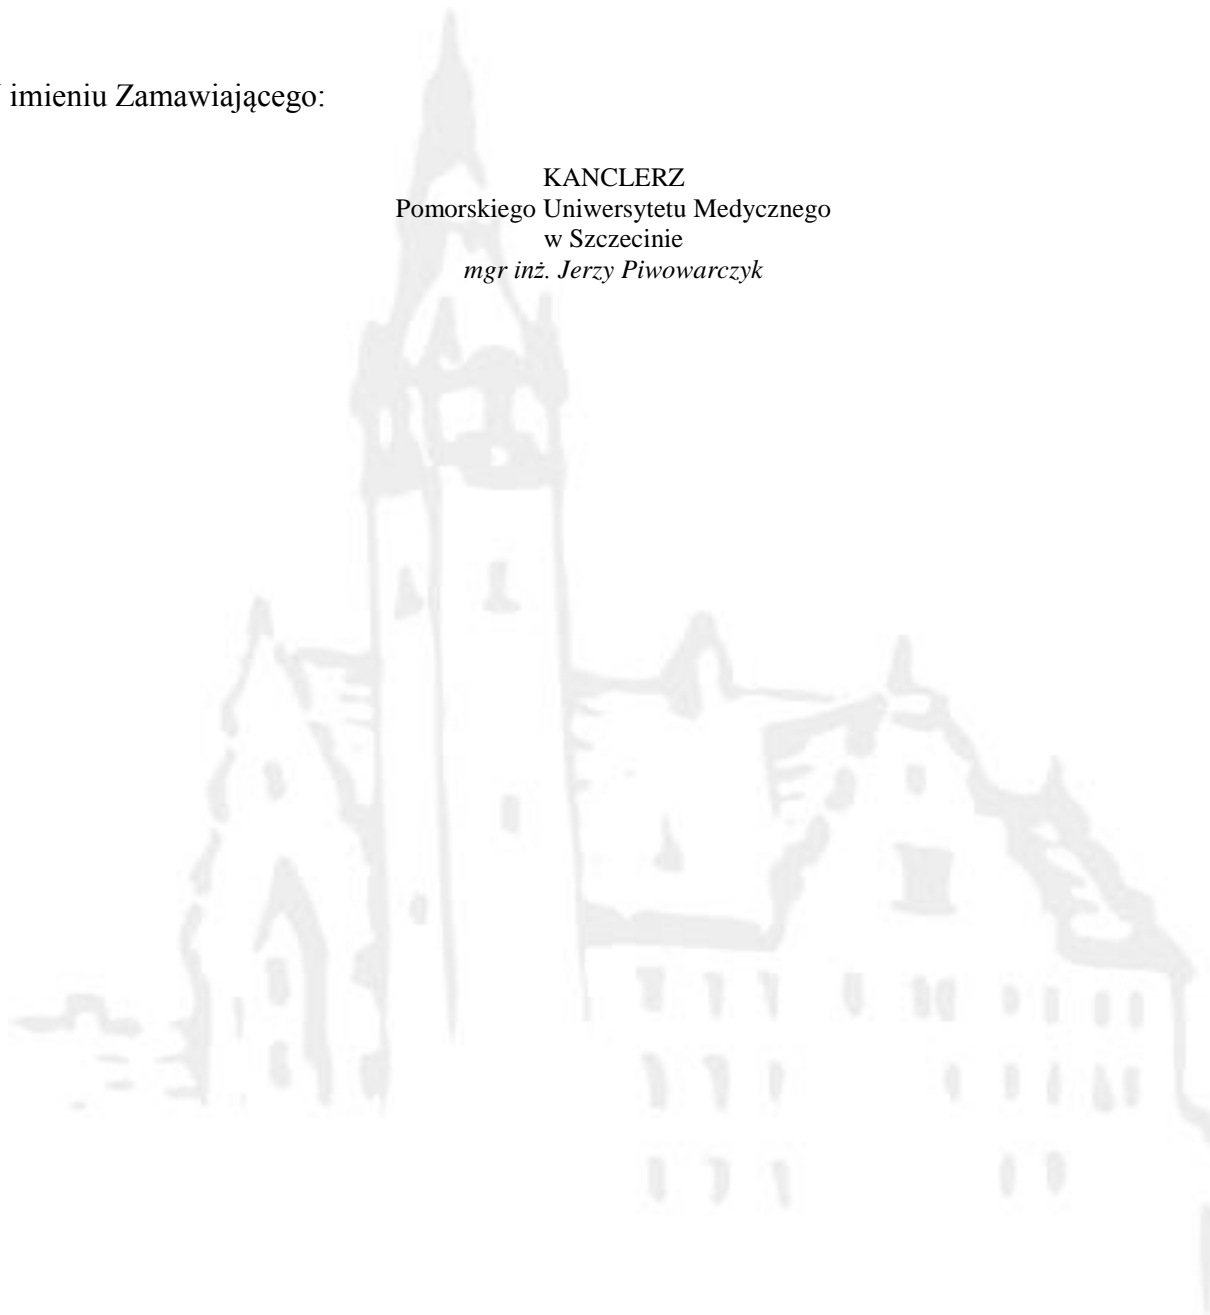 imieniu Zamawiającego:
KANCLERZ
Pomorskiego Uniwersytetu Medycznego
w Szczecinie
mgr inż. Jerzy Piwowarczyk